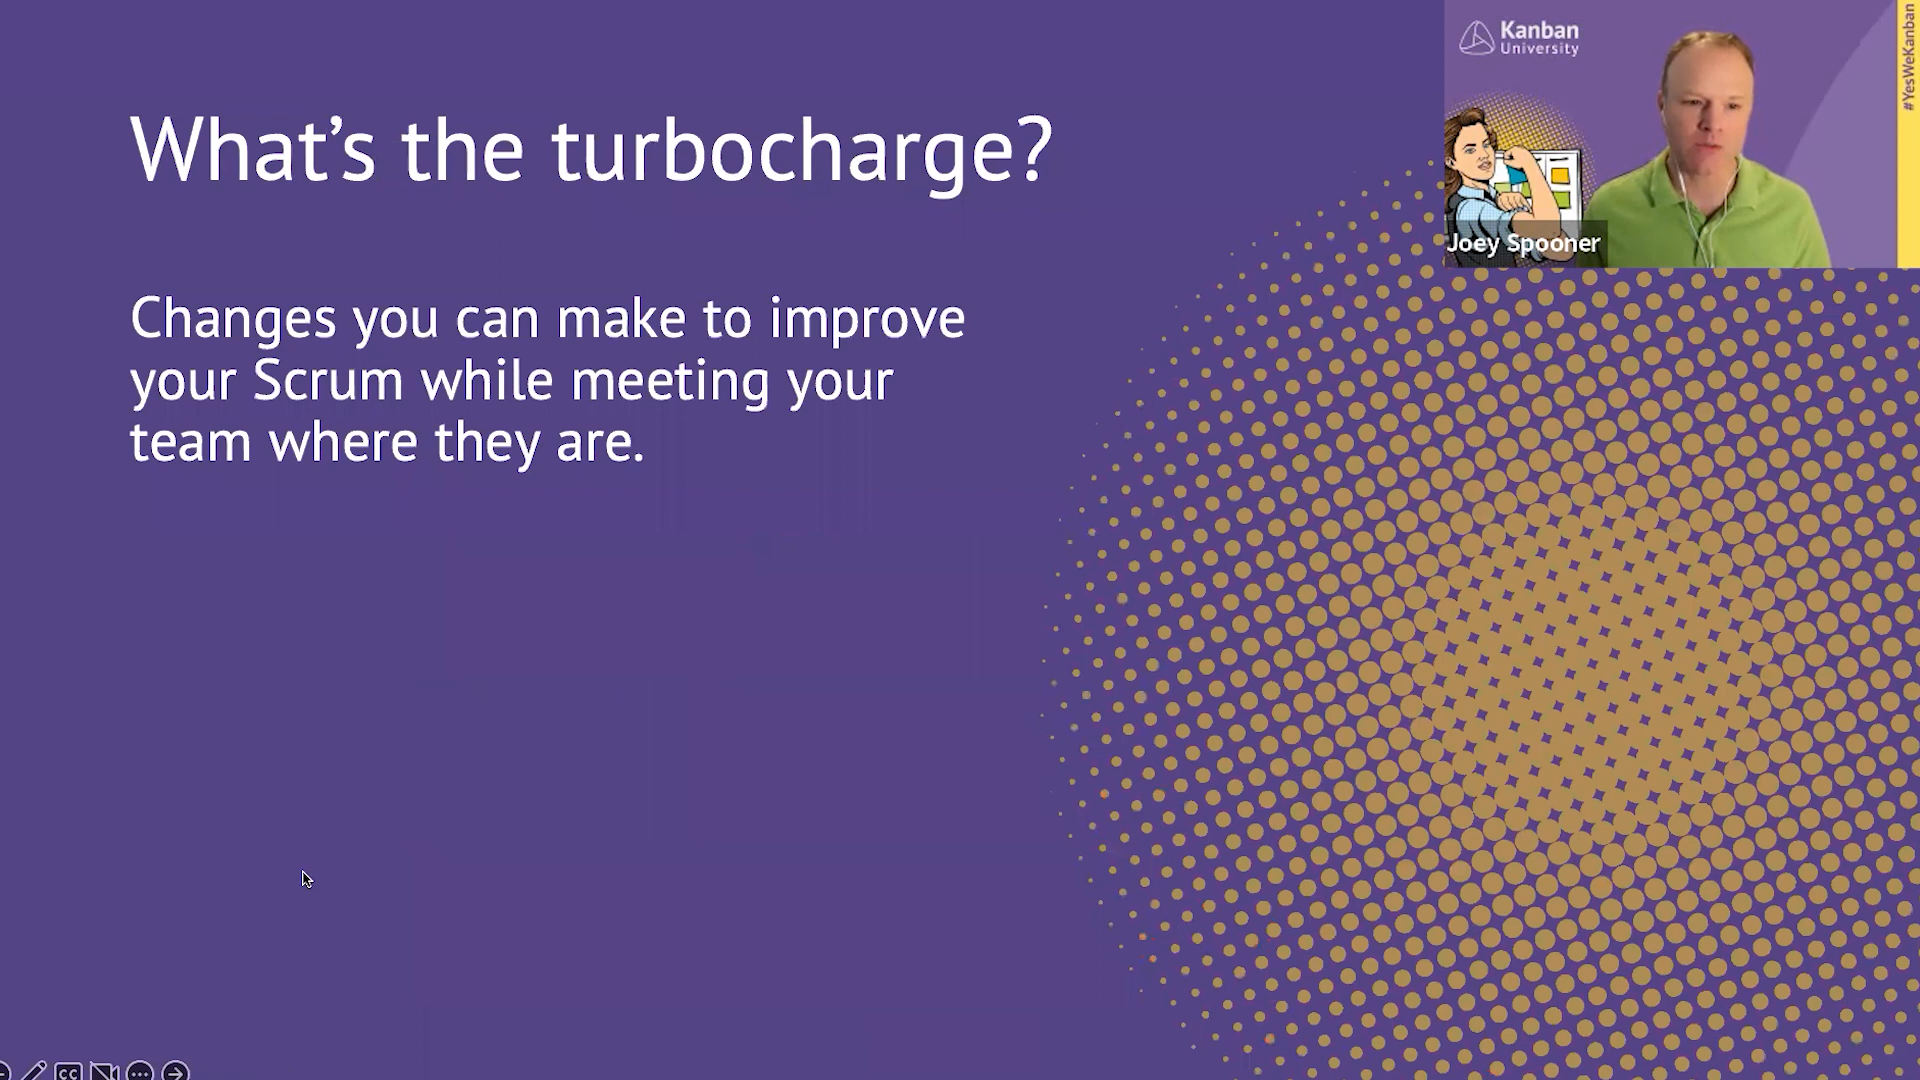 What’s the turbocharge?
Changes you can make to improve
your Scrum while meeting your
team where they are.
Kanban
University
#YesWeKanban
Joey Spooner
CC